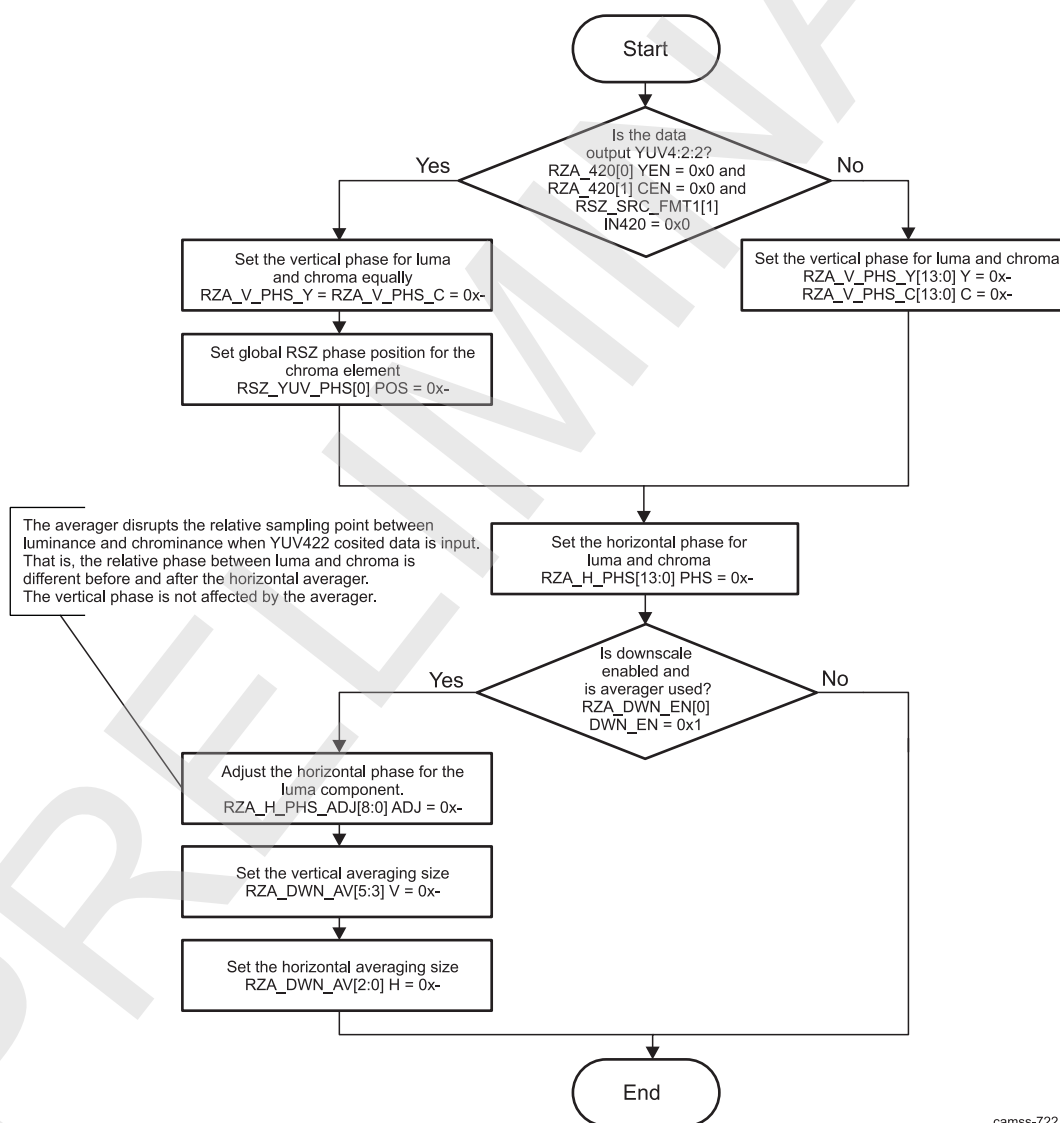 Start
Is the data
output YUV4:2:2?
RZA_420[0] YEN = 0x0 and
RZA_420[1] CEN = 0x0 and
RSZ_SRC_FMT1[1]
IN420 = 0x0
Yes
No
Set the vertical phase for luma
and chroma equally
RZA_V_PHS_Y = RZA_V_PHS_C = 0x-
Set the vertical phase for luma and chroma
RZA_V_PHS_Y[13:0] Y = 0x-
RZA_V_PHS_C[13:0] C = 0x-
Set global RSZ phase position for the
chroma element
RSZ_YUV_PHS[0] POS = 0x-
The averager disrupts the relative sampling point between
luminance and chrominance when YUV422 cosited data is input.
That is, the relative phase between luma and chroma is
different before and after the horizontal averager.
The vertical phase is not affected by the averager.
Set the horizontal phase for
luma and chroma
RZA_H_PHS[13:0] PHS = 0x-
Is downscale
enabled and
is averager used?
RZA_DWN_EN[0]
DWN_EN = 0x1
Yes
No
Adjust the horizontal phase for the
luma component.
RZA_H_PHS_ADJ[8:0] ADJ = 0x-
Set the vertical averaging size
RZA_DWN_AV[5:3] V = 0x-
Set the horizontal averaging size
RZA_DWN_AV[2:0] H = 0x-
End
camss-722
PRELIMINA